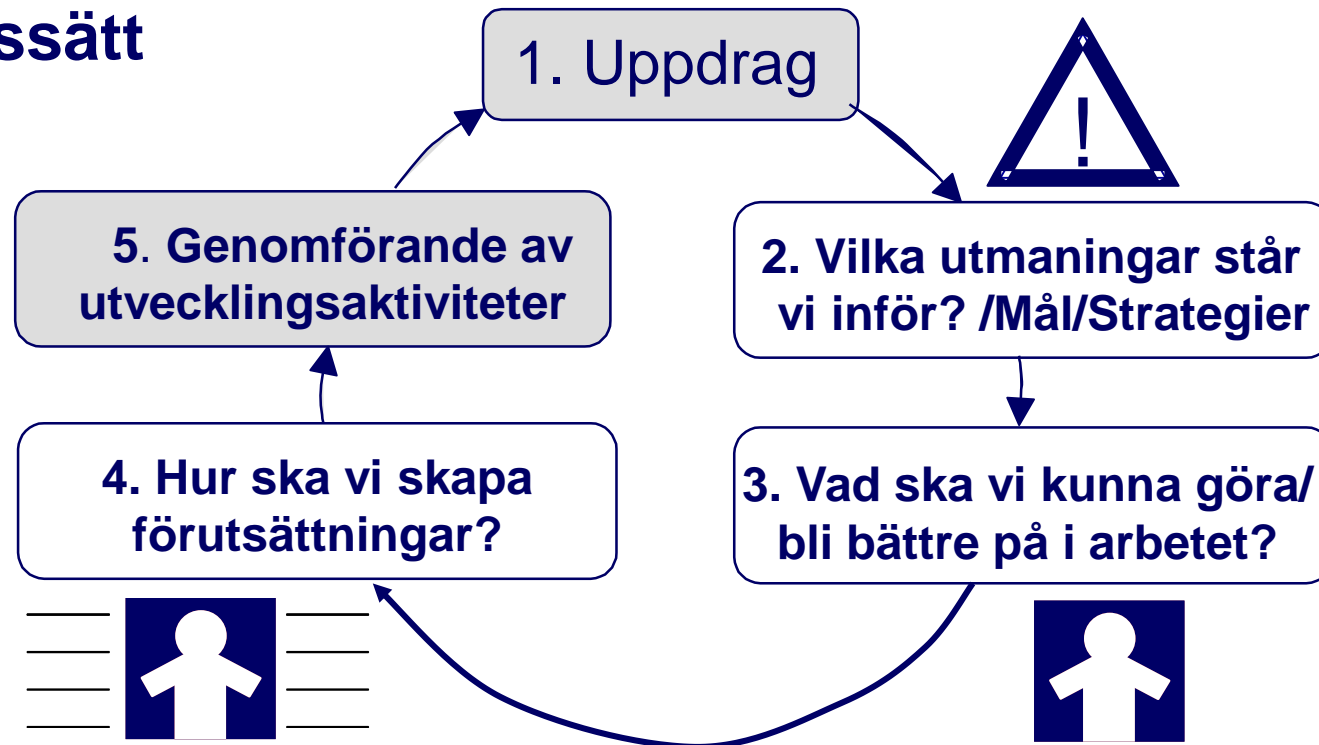 ssätt
1. Uppdrag
!
2. Vilka utmaningar står
vi inför? /Mål/Strategier
3. Vad ska vi kunna göra/
bli bättre på i arbetet?
4. Hur ska vi skapa
förutsättningar?
5. Genomförande av
utvecklingsaktiviteter